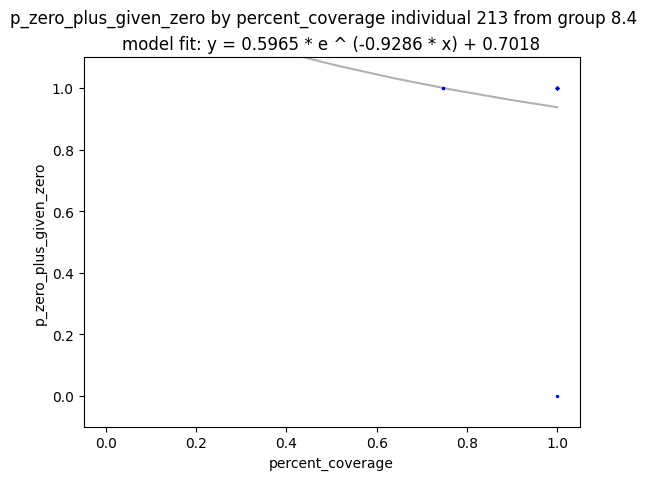 p_zero_plus_given_zero by percent_coverage individual 213 from group 8.4
model fit: y = 0.5965 * e ^ (-0.9286 * x) + 0.7018
1.0
0.8
0.6
0.4
0.2
0.0
p_zero_plus_given_zero
0.0 0.2 0.4 0.6 0.8 1.0
percent_coverage